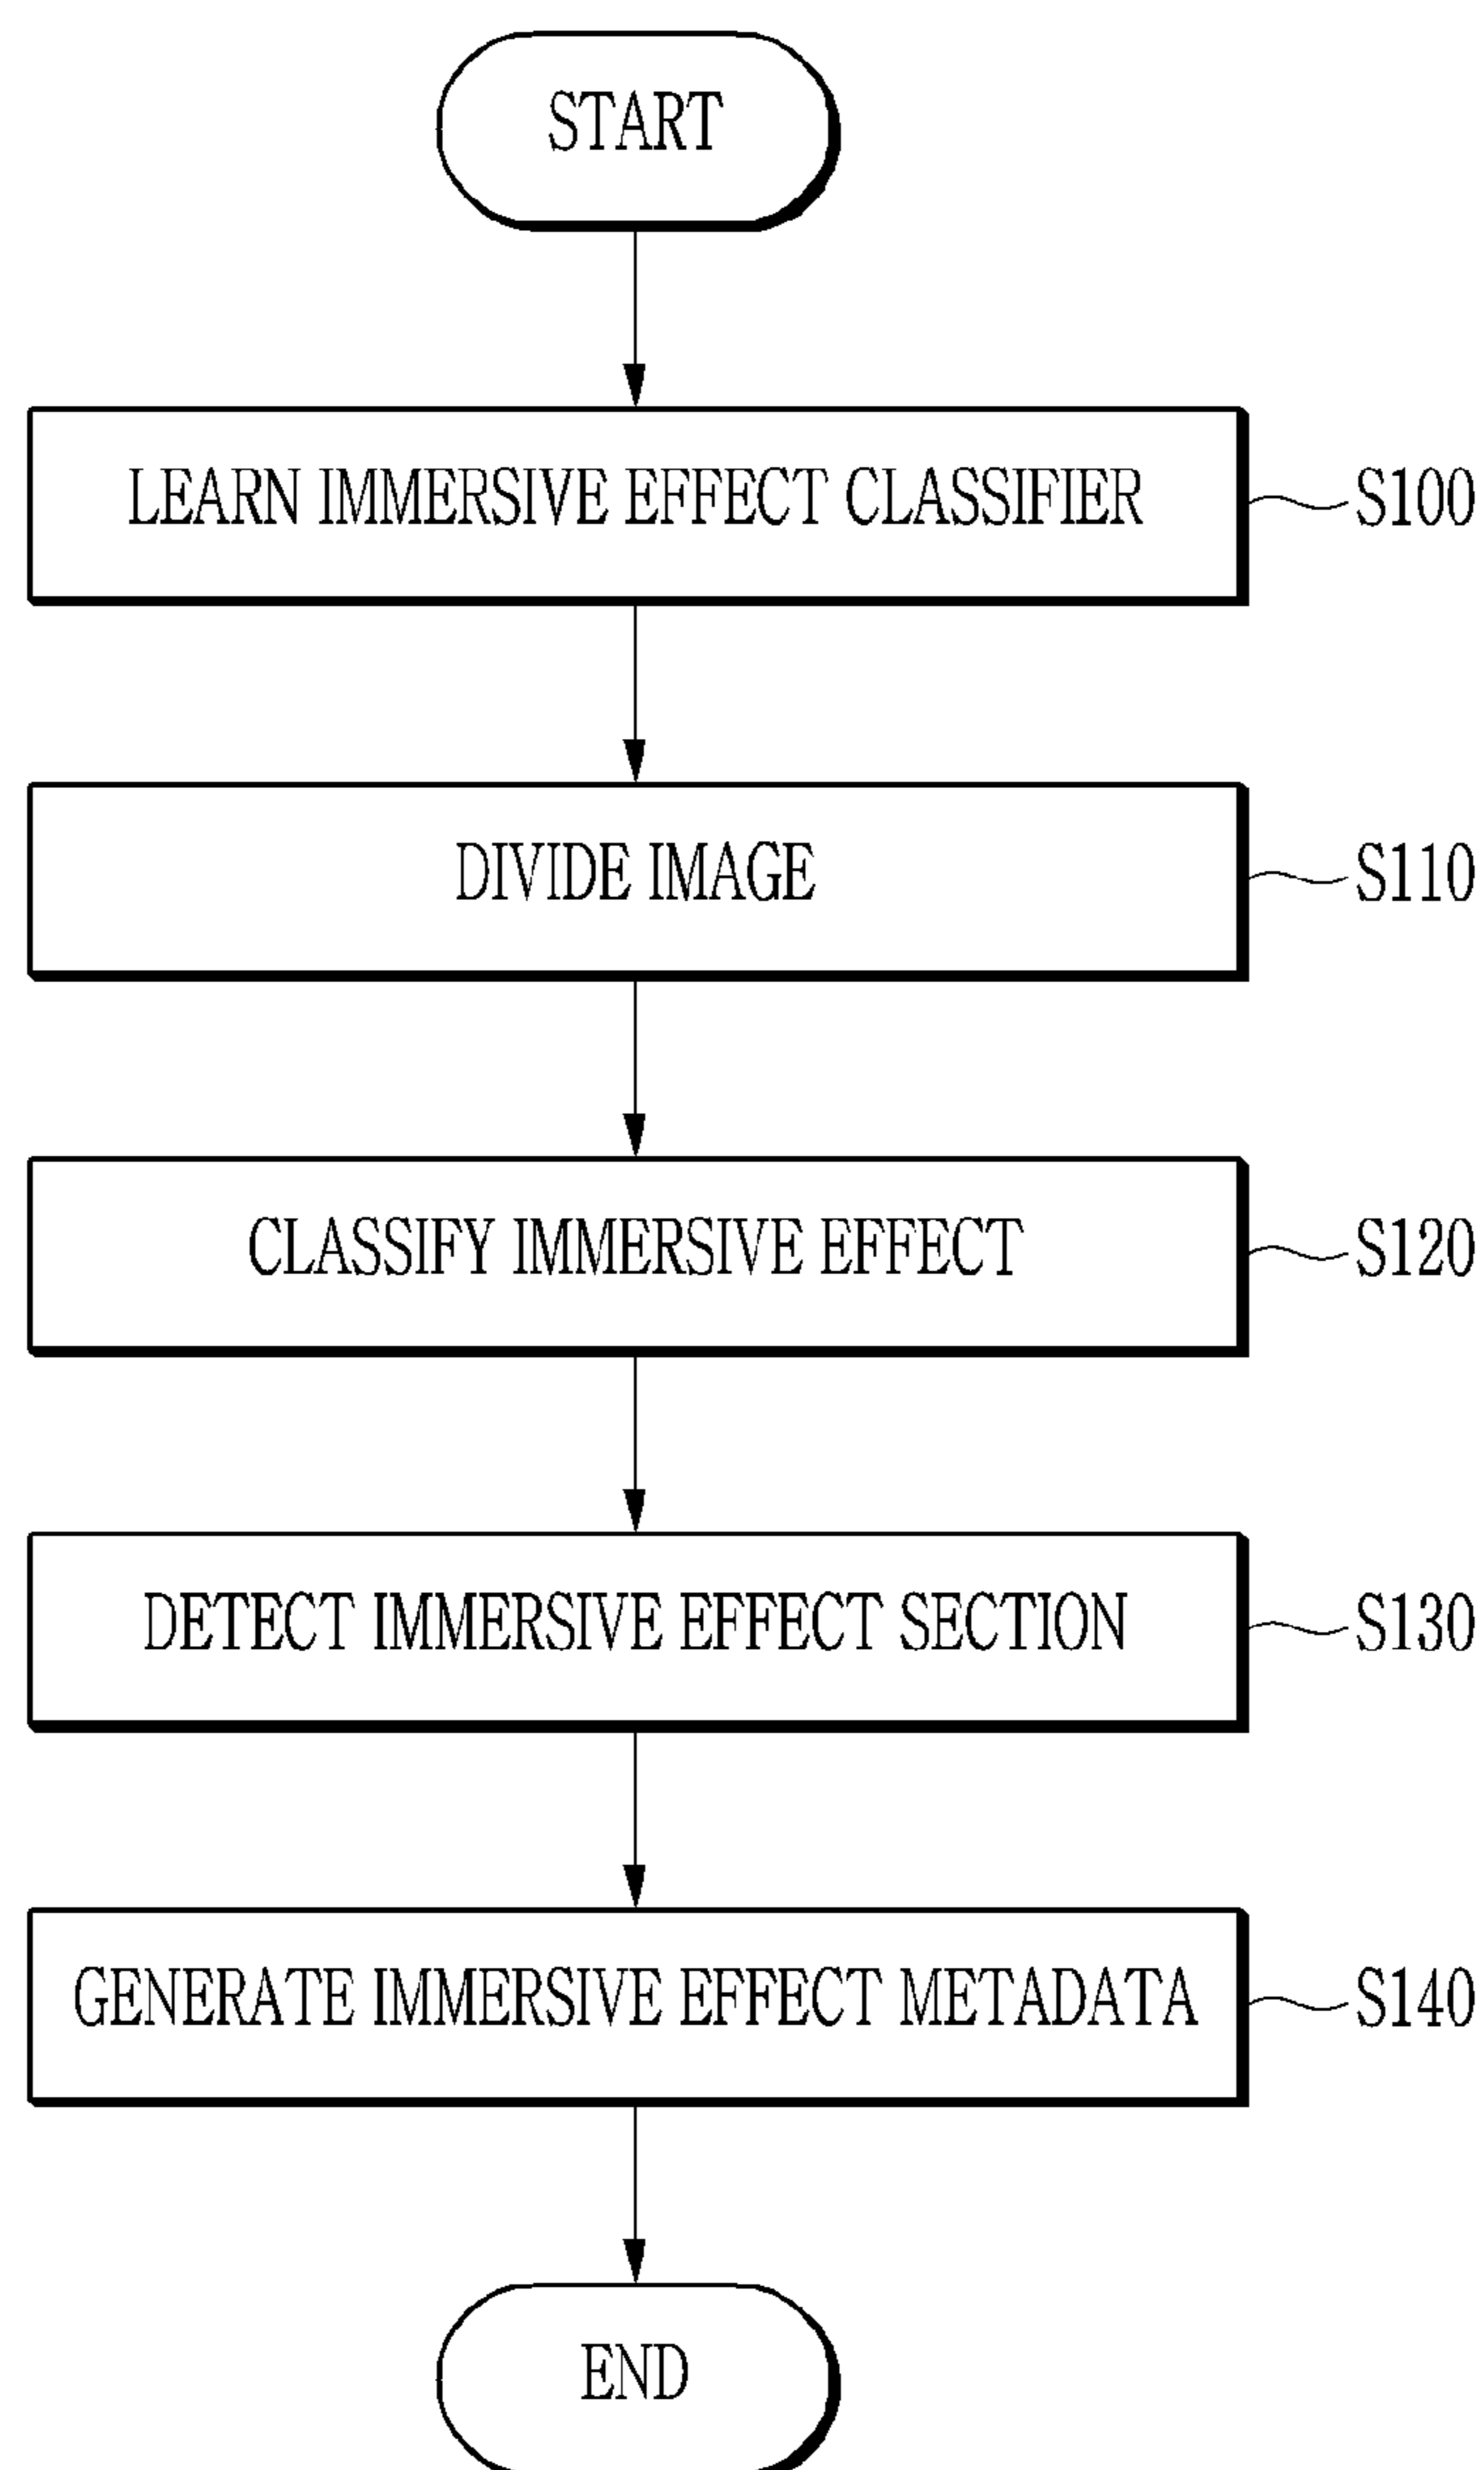 START
LEARN IMMERSIVE EFFECT CLASSIFIER
S100
DIVIDE IMAGE
S110
CLASSIFY IMMERSIVE EFFECT
S120
DETECT IMMERSIVE EFFECT SECTION
S130
GENERATE IMMERSIVE EFFECT METADATA
S140
END